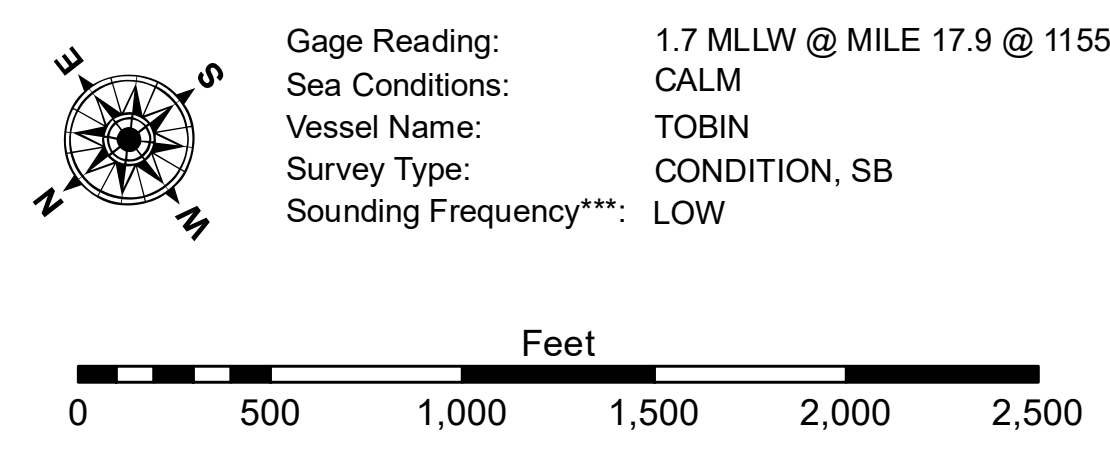 E
S
N
W
Gage Reading: 1.7 MLLW @ MILE 17.9 @ 1155
Sea Conditions: CALM
Vessel Name: TOBIN
Survey Type: CONDITION, SB
Sounding Frequency***: LOW
Feet
0 500 1,000 1,500 2,000 2,500